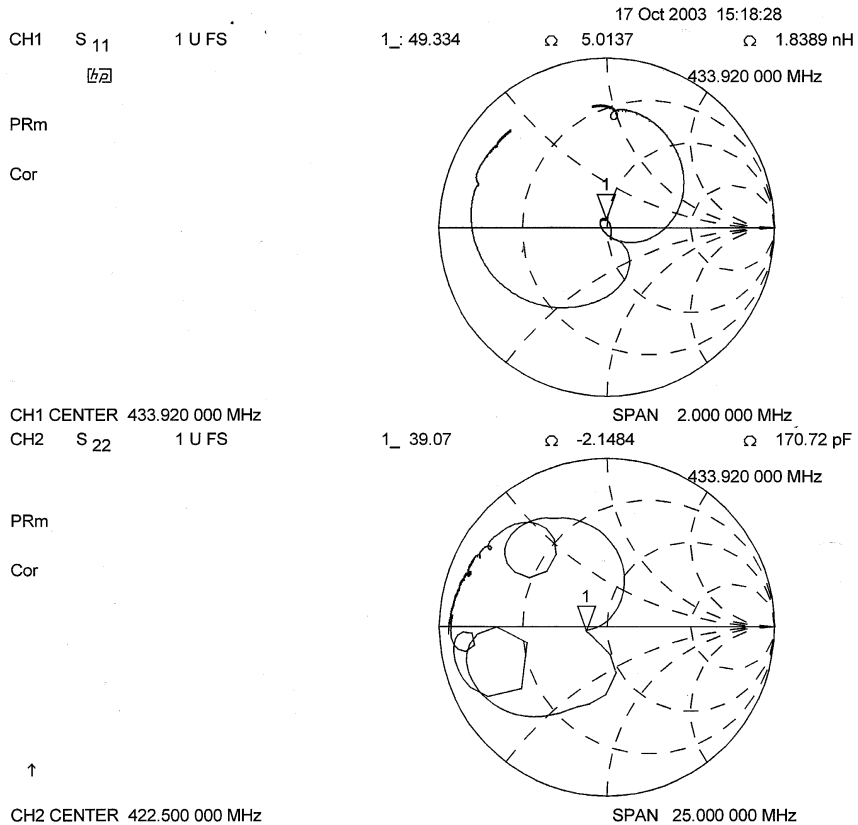 17 Oct 2003 15:18:28
CH1 S 11 1 U FS 1_: 49.334 Ω 5.0137 Ω 1.8389 nH
hp
433.920 000 MHz
PRm
Cor
1
CH1 CENTER 433.920 000 MHz SPAN 2.000 000 MHz
CH2 S 22 1 U FS 1_ 39.07 Ω -2.1484 Ω 170.72 pF
433.920 000 MHz
PRm
Cor
1
↑
CH2 CENTER 422.500 000 MHz SPAN 25.000 000 MHz